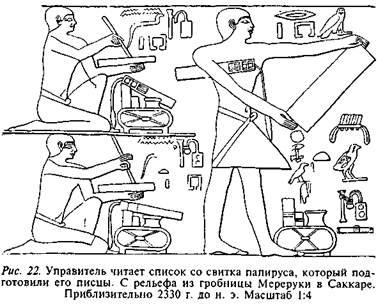 Рис. 22. Управитель читает список со свитка папируса, который под-
готовили его писцы. С рельефа из гробницы Мереруки в Саккаре.
Приблизительно 2330 г. до н. э. Масштаб 1:4